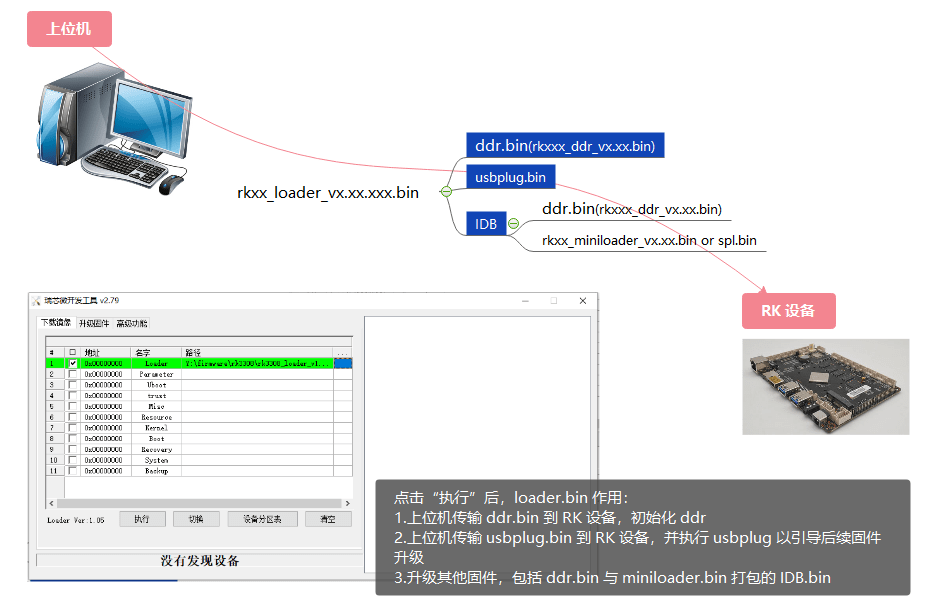 上位机
rkxx_loader_vx.xx.xxx.bin
ddr.bin(rkxxx_ddr_vx.xx.bin)
usbplug.bin
IDB
ddr.bin(rkxxx_ddr_vx.xx.bin)
rkxx_miniloader_vx.xx.bin or spl.bin
RK 设备
瑞芯微开发工具 v2.79
下载镜像 升级固件 高级功能
# 地址 名字 路径 ...
1 0x00000000 Loader
2 0x00000000 Parameter
3 0x00000000 Uboot
4 0x00000000 trust
5 0x00000000 Misc
6 0x00000000 Resource
7 0x00000000 Kernel
8 0x00000000 Boot
9 0x00000000 Recovery
10 0x00000000 System
11 0x00000000 Backup
Loader Ver:1.05 执行 切换 设备分区表 清空
没有发现设备
点击“执行”后，loader.bin 作用：
1.上位机传输 ddr.bin 到 RK 设备，初始化 ddr
2.上位机传输 usbplug.bin 到 RK 设备，并执行 usbplug 以引导后续固件
升级
3.升级其他固件，包括 ddr.bin 与 miniloader.bin 打包的 IDB.bin